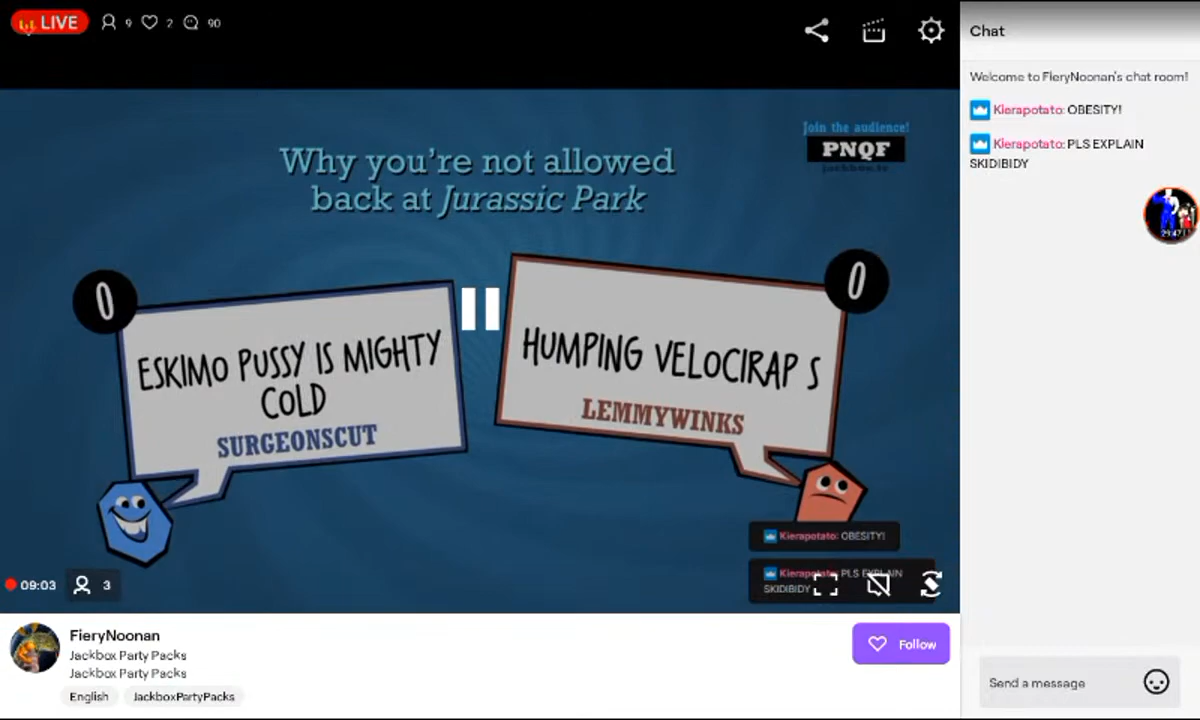 LIVE 9 2 90
Chat
Welcome to FieryNoonan's chat room!
Kierapotato: OBESITY!
Kierapotato: PLS EXPLAIN
SKIDIBIDY
Join the audience!
PNQF
jackbox.tv
Why you're not allowed
back at Jurassic Park
0
ESKIMO PUSSY IS MIGHTY
COLD
SURGEONSCUT
0
HUMPING VELOCIRAP S
LEMMYWINKS
Kierapotato: OBESITY!
Kierapotato: PLS EXPLAIN
SKIDIBIDY
09:03 3
FieryNoonan
Jackbox Party Packs
Jackbox Party Packs
English JackboxPartyPacks
Follow
Send a message